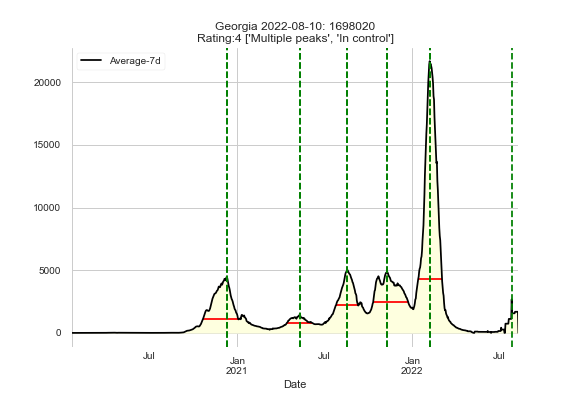 Georgia 2022-08-10: 1698020
Rating:4 ['Multiple peaks', 'In control']
Average-7d
20000
15000
10000
5000
0
Jul
Jan
2021
Jul
Jan
2022
Jul
Date